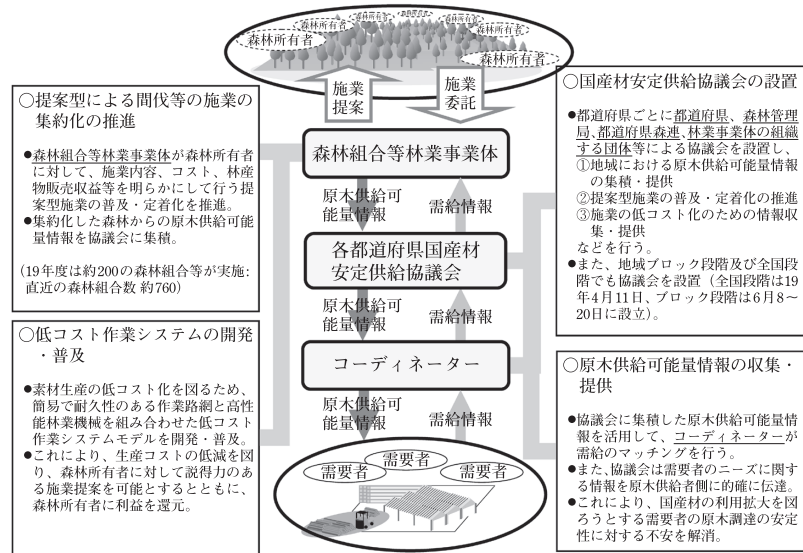 森林所有者
森林所有者
森林所有者
森林所有者
森林所有者
森林所有者
森林所有者
森林所有者
施業
提案
施業
委託
○提案型による間伐等の施業の
集約化の推進
●森林組合等林業事業体が森林所有者
に対して、施業内容、コスト、林産
物販売収益等を明らかにして行う提
案型施業の普及・定着化を推進。
●集約化した森林からの原木供給可能
量情報を協議会に集積。
(19年度は約200の森林組合等が実施:
直近の森林組合数 約760)
○低コスト作業システムの開発
・普及
●素材生産の低コスト化を図るため、
簡易で耐久性のある作業路網と高性
能林業機械を組み合わせた低コスト
作業システムモデルを開発・普及。
●これにより、生産コストの低減を図
り、森林所有者に対して説得力のあ
る施業提案を可能とするとともに、
森林所有者に利益を還元。
森林組合等林業事業体
原木供給可
能量情報
需給情報
各都道府県国産材
安定供給協議会
原木供給可
能量情報
需給情報
コーディネーター
原木供給可
能量情報
需給情報
需要者
需要者
需要者
○国産材安定供給協議会の設置
●都道府県ごとに都道府県、森林管理
局、都道府県森連、林業事業体の組織
する団体等による協議会を設置し、
①地域における原木供給可能量情報
の集積・提供
②提案型施業の普及・定着化の推進
③施業の低コスト化のための情報収
集・提供
などを行う。
●また、地域ブロック段階及び全国段
階でも協議会を設置（全国段階は19
年4月11日、ブロック段階は6月8～
20日に設立）。
○原木供給可能量情報の収集・
提供
●協議会に集積した原木供給可能量情
報を活用して、コーディネーターが
需給のマッチングを行う。
●また、協議会は需要者のニーズに関す
る情報を原木供給者側に的確に伝達。
●これにより、国産材の利用拡大を図
ろうとする需要者の原木調達の安定
性に対する不安を解消。